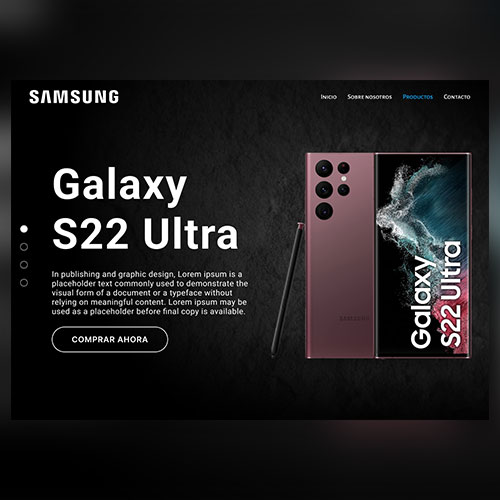 SAMSUNG
Inicio Sobre nosotros Productos Contacto
Galaxy
S22 Ultra
In publishing and graphic design, Lorem ipsum is a
placeholder text commonly used to demonstrate the
visual form of a document or a typeface without
relying on meaningful content. Lorem ipsum may be
used as a placeholder before final copy is available.
COMPRAR AHORA
SAMSUNG
Galaxy
S22 Ultra